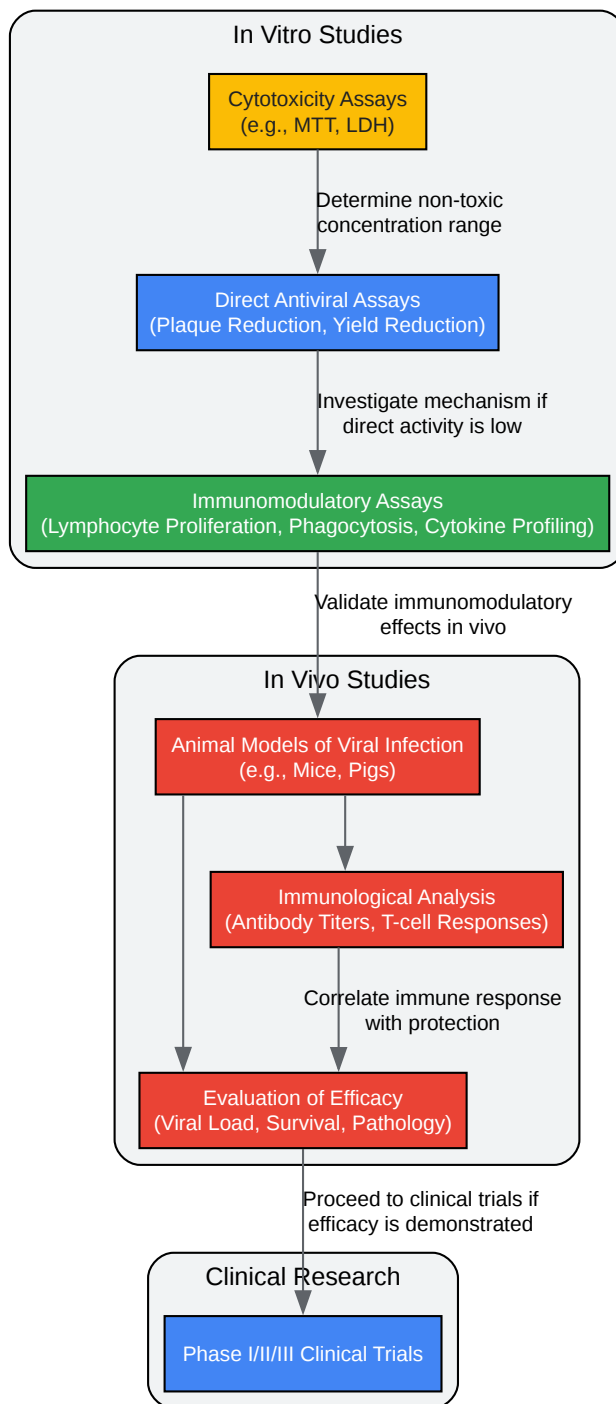 In Vitro Studies
Cytotoxicity Assays
(e.g., MTT, LDH)
Determine non-toxic
concentration range
Direct Antiviral Assays
(Plaque Reduction, Yield Reduction)
Investigate mechanism if
direct activity is low
Immunomodulatory Assays
(Lymphocyte Proliferation, Phagocytosis, Cytokine Profiling)
Validate immunomodulatory
effects in vivo
In Vivo Studies
Animal Models of Viral Infection
(e.g., Mice, Pigs)
Immunological Analysis
(Antibody Titers, T-cell Responses)
Correlate immune response
with protection
Evaluation of Efficacy
(Viral Load, Survival, Pathology)
Proceed to clinical trials if
efficacy is demonstrated
Clinical Research
Phase I/II/III Clinical Trials